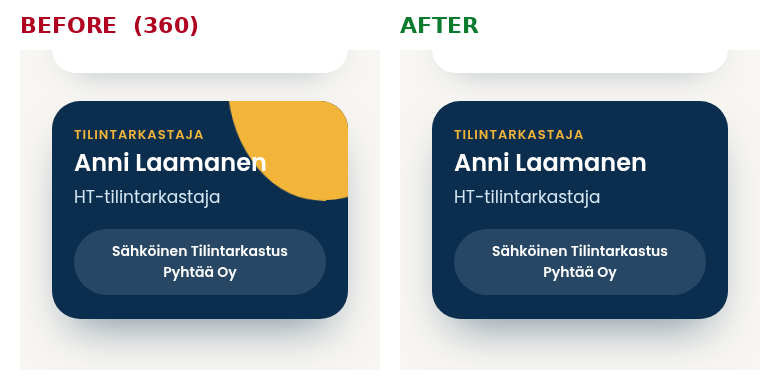 BEFORE (360)
TILINTARKASTAJA
Anni Laamanen
HT-tilintarkastaja
Sähköinen Tilintarkastus
Pyhtää Oy
AFTER
TILINTARKASTAJA
Anni Laamanen
HT-tilintarkastaja
Sähköinen Tilintarkastus
Pyhtää Oy